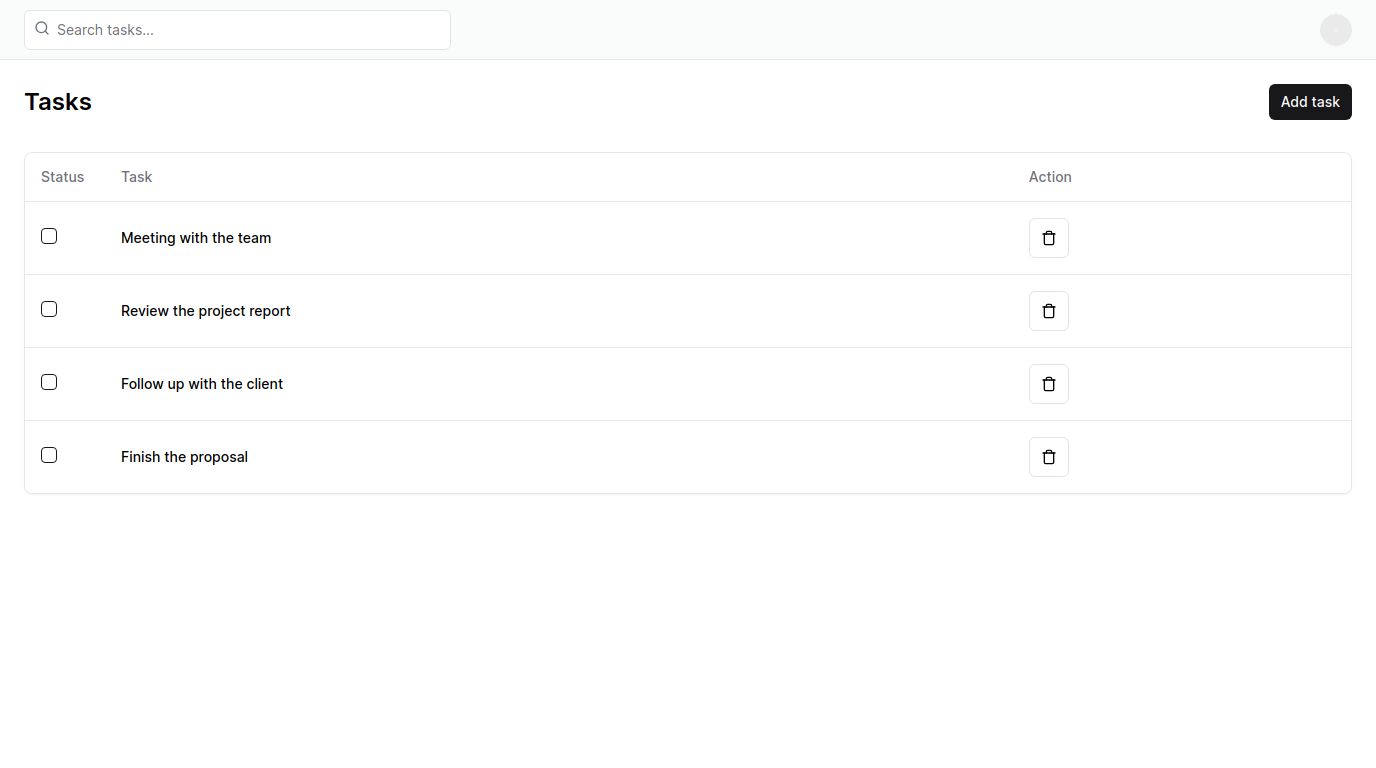 Search tasks...
Tasks
Add task
Status Task Action
Meeting with the team
Review the project report
Follow up with the client
Finish the proposal